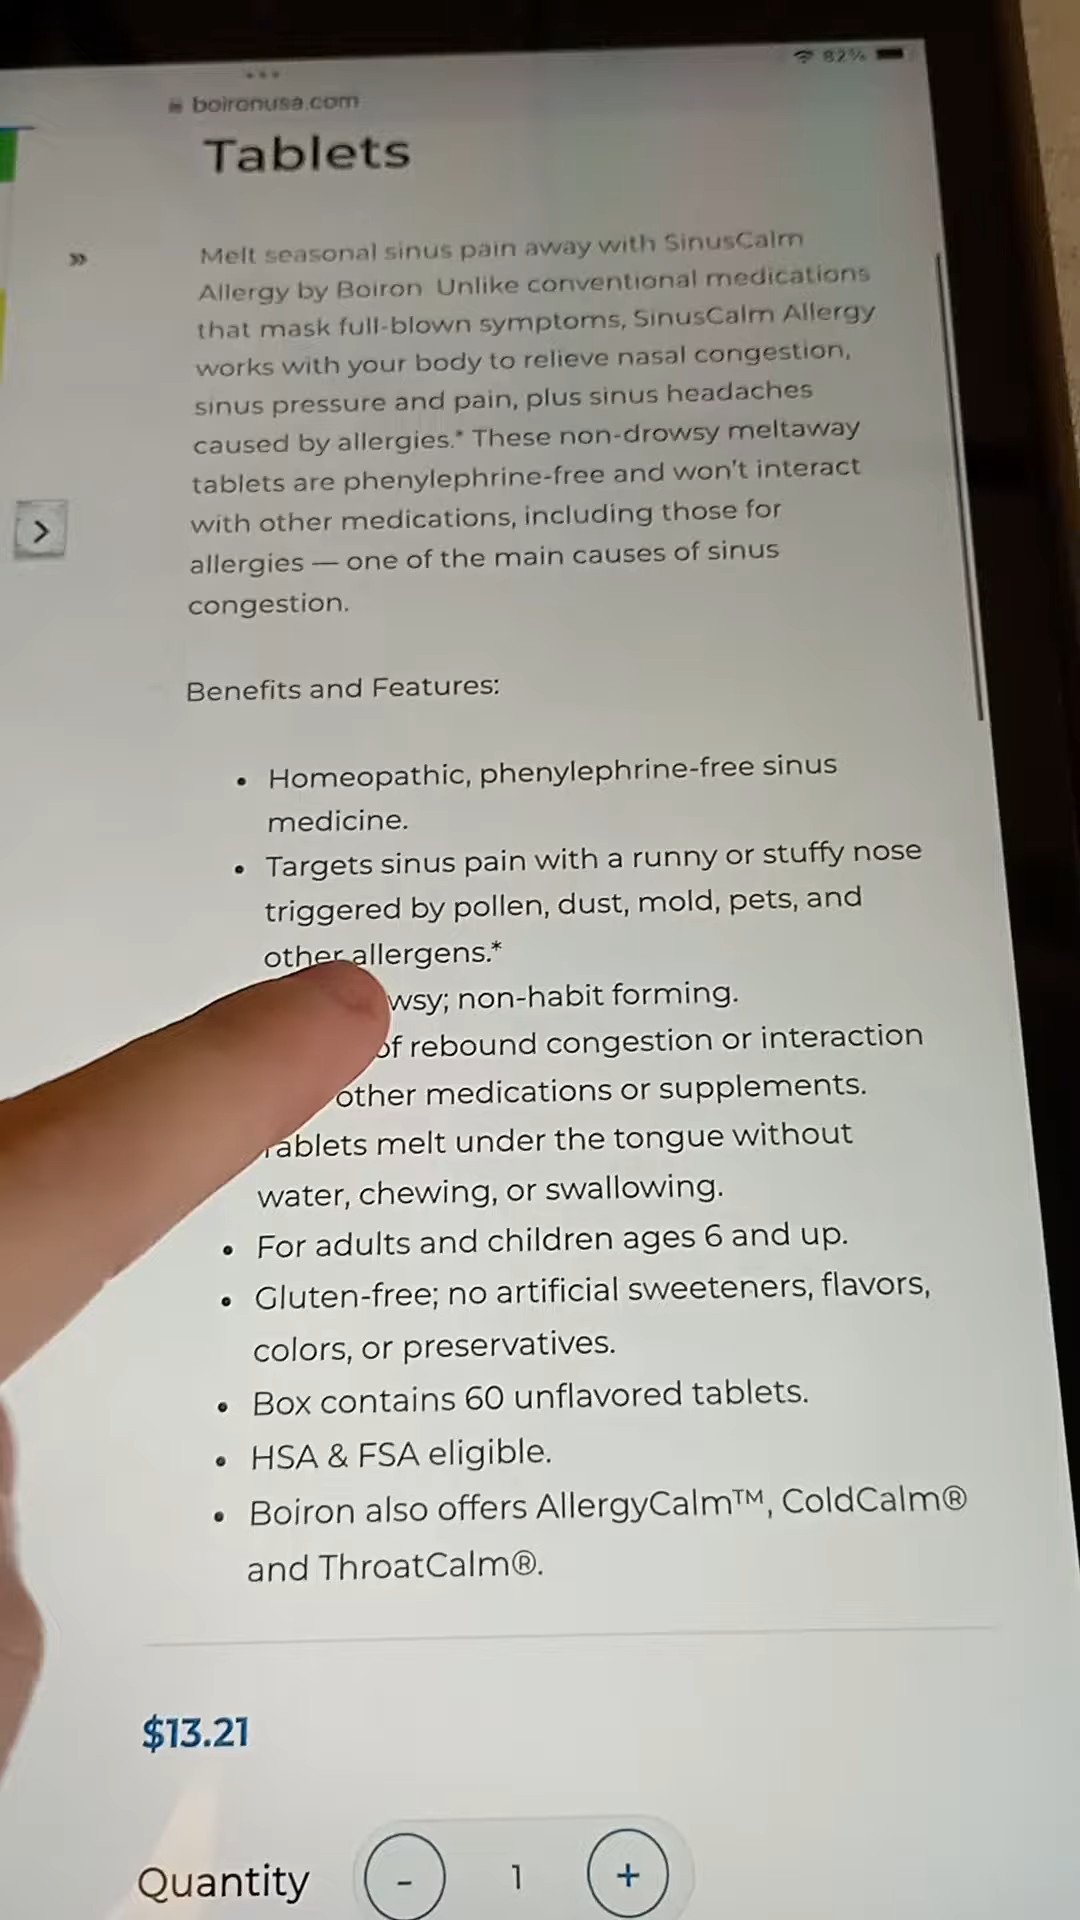 82%
boironusa.com
Tablets
Melt seasonal sinus pain away with SinusCalm
Allergy by Boiron. Unlike conventional medications
that mask full-blown symptoms, SinusCalm Allergy
works with your body to relieve nasal congestion,
sinus pressure and pain, plus sinus headaches
caused by allergies.* These non-drowsy meltaway
tablets are phenylephrine-free and won't interact
with other medications, including those for
allergies — one of the main causes of sinus
congestion.
Benefits and Features:
• Homeopathic, phenylephrine-free sinus
medicine.
• Targets sinus pain with a runny or stuffy nose
triggered by pollen, dust, mold, pets, and
other allergens.*
wsy; non-habit forming.
of rebound congestion or interaction
other medications or supplements.
Tablets melt under the tongue without
water, chewing, or swallowing.
• For adults and children ages 6 and up.
• Gluten-free; no artificial sweeteners, flavors,
colors, or preservatives.
• Box contains 60 unflavored tablets.
• HSA & FSA eligible.
• Boiron also offers AllergyCalm™, ColdCalm®
and ThroatCalm®.
$13.21
Quantity - 1 +